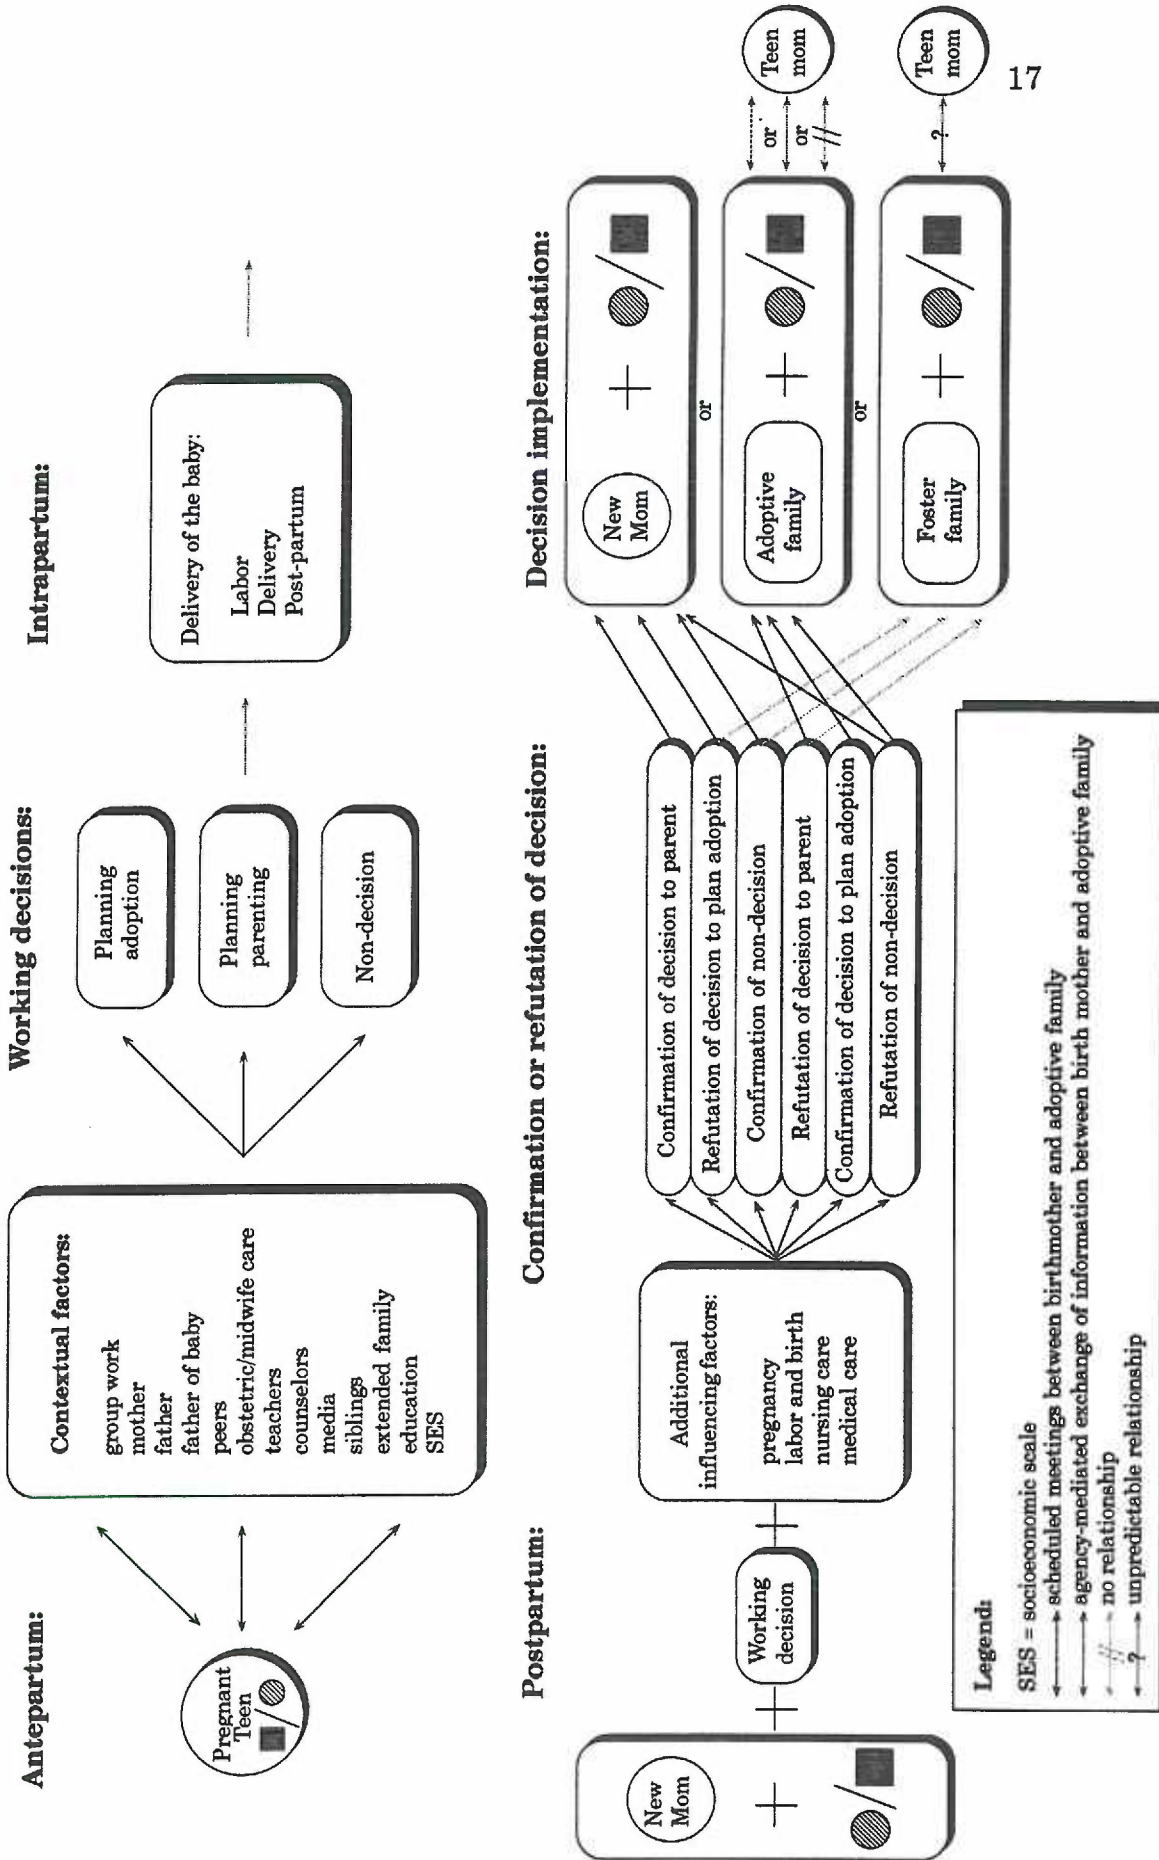 17
Antepartum:
Working decisions:
Intrapartum:
Pregnant
Teen
Contextual factors:
group work
mother
father
father of baby
peers
obstetric/midwife care
teachers
counselors
media
siblings
extended family
education
SES
Planning
adoption
Planning
parenting
Non-decision
Delivery of the baby:
Labor
Delivery
Post-partum
Postpartum:
Confirmation or refutation of decision:
Decision implementation:
New
Mom
Working
decision
Additional
influencing factors:
pregnancy
labor and birth
nursing care
medical care
Confirmation of decision to parent
Refutation of decision to plan adoption
Confirmation of non-decision
Refutation of decision to parent
Confirmation of decision to plan adoption
Refutation of non-decision
New
Mom
or
Adoptive
family
or
or
Teen
mom
or
Foster
family
?
Teen
mom
Legend:
SES = socioeconomic scale
scheduled meetings between birthmother and adoptive family
agency-mediated exchange of information between birth mother and adoptive family
// no relationship
? unpredictable relationship